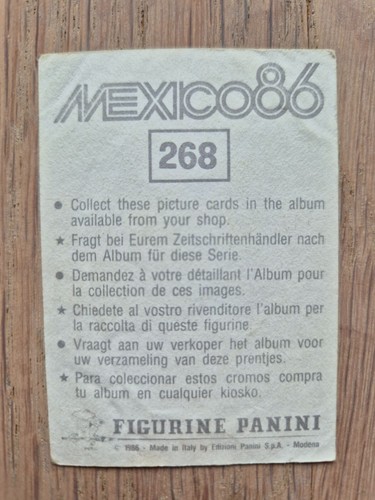 MEXICO86
268
● Collect these picture cards in the album
available from your shop.
★ Fragt bei Eurem Zeitschriftenhändler nach
dem Album für diese Serie.
● Demandez à votre détaillant l'Album pour
la collection de ces images.
★ Chiedete al vostro rivenditore l'album per
la raccolta di queste figurine.
● Vraagt aan uw verkoper het album voor
uw verzameling van deze prentjes.
★ Para coleccionar estos cromos compra
tu album en cualquier kiosko.
FIGURINE PANINI
© 1986 - Made in Italy by Edizioni Panini S.p.A. - Modena